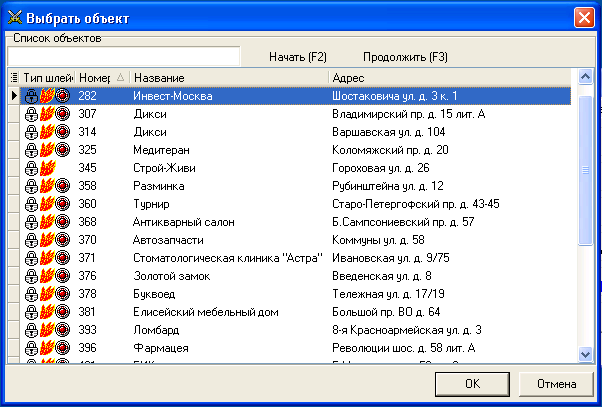 Выбрать объект
Список объектов
Начать (F2) Продолжить (F3)
Тип шлей Номер Название Адрес
282 Инвест-Москва Шостаковича ул. д. 3 к. 1
307 Дикси Владимирский пр. д. 15 лит. А
314 Дикси Варшавская ул. д. 104
325 Медитеран Коломяжский пр. д. 20
345 Строй-Живи Гороховая ул. д. 26
358 Разминка Рубинштейна ул. д. 12
360 Турнир Старо-Петергофский пр. д. 43-45
368 Антикварный салон Б.Сампсониевский пр. д. 57
370 Автозапчасти Коммуны ул. д. 58
371 Стоматологическая клиника "Астра" Ивановская ул. д. 9/75
376 Золотой замок Введенская ул. д. 8
378 Буквоед Тележная ул. д. 17/19
381 Елисейский мебельный дом Большой пр. ВО д. 64
393 Ломбард 8-я Красноармейская ул. д. 3
396 Фармацея Революции шос. д. 58 лит. А
OK Отмена